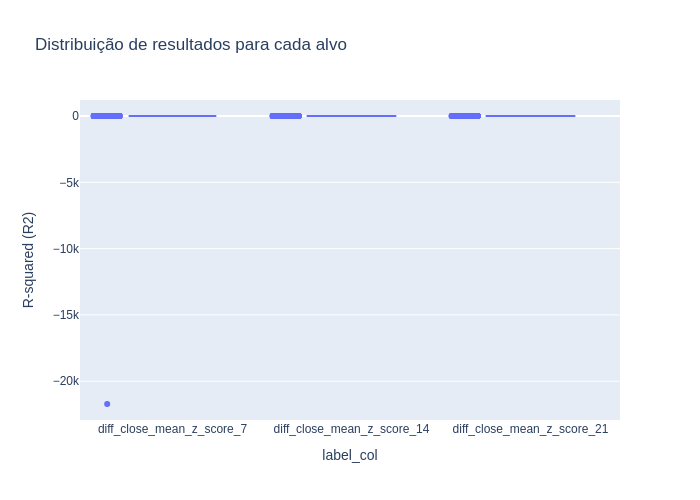 Distribuição de resultados para cada alvo
0
−5k
−10k
−15k
−20k
R-squared (R2)
diff_close_mean_z_score_7
diff_close_mean_z_score_14
diff_close_mean_z_score_21
label_col